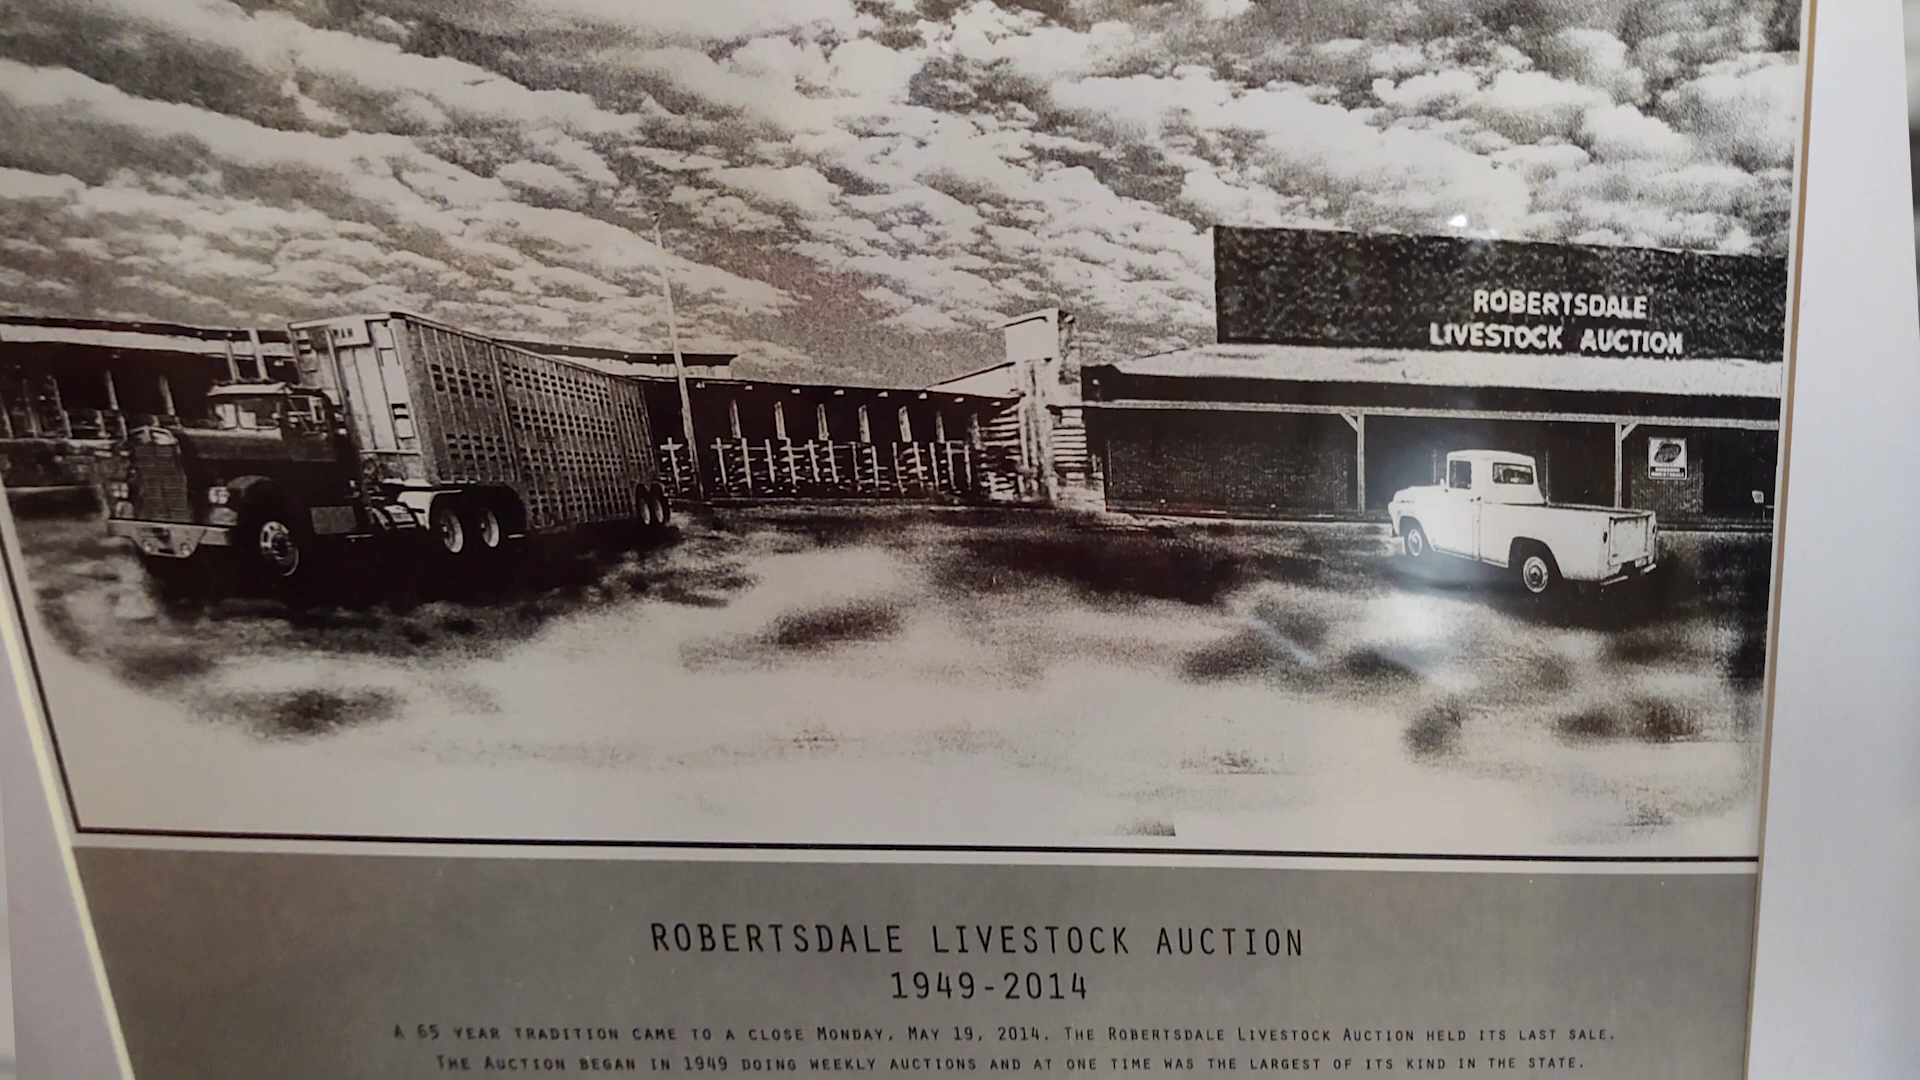 ROBERTSDALE
LIVESTOCK AUCTION
ROBERTSDALE LIVESTOCK AUCTION
1949-2014
A 65 YEAR TRADITION CAME TO A CLOSE MONDAY, MAY 19, 2014. THE ROBERTSDALE LIVESTOCK AUCTION HELD ITS LAST SALE.
THE AUCTION BEGAN IN 1949 DOING WEEKLY AUCTIONS AND AT ONE TIME WAS THE LARGEST OF ITS KIND IN THE STATE.